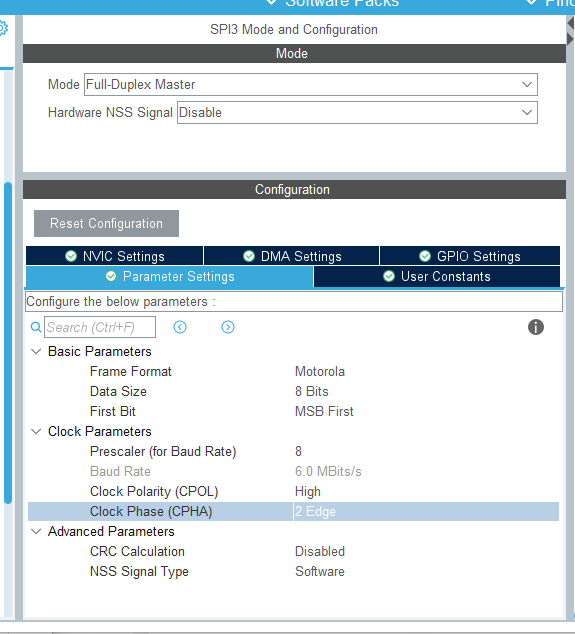 Software Packs
SPI3 Mode and Configuration
Mode
Mode Full-Duplex Master
Hardware NSS Signal Disable
Configuration
Reset Configuration
NVIC Settings DMA Settings GPIO Settings
Parameter Settings User Constants
Configure the below parameters :
Search (Ctrl+F)
Basic Parameters
Frame Format Motorola
Data Size 8 Bits
First Bit MSB First
Clock Parameters
Prescaler (for Baud Rate) 8
Baud Rate 6.0 MBits/s
Clock Polarity (CPOL) High
Clock Phase (CPHA) 2 Edge
Advanced Parameters
CRC Calculation Disabled
NSS Signal Type Software